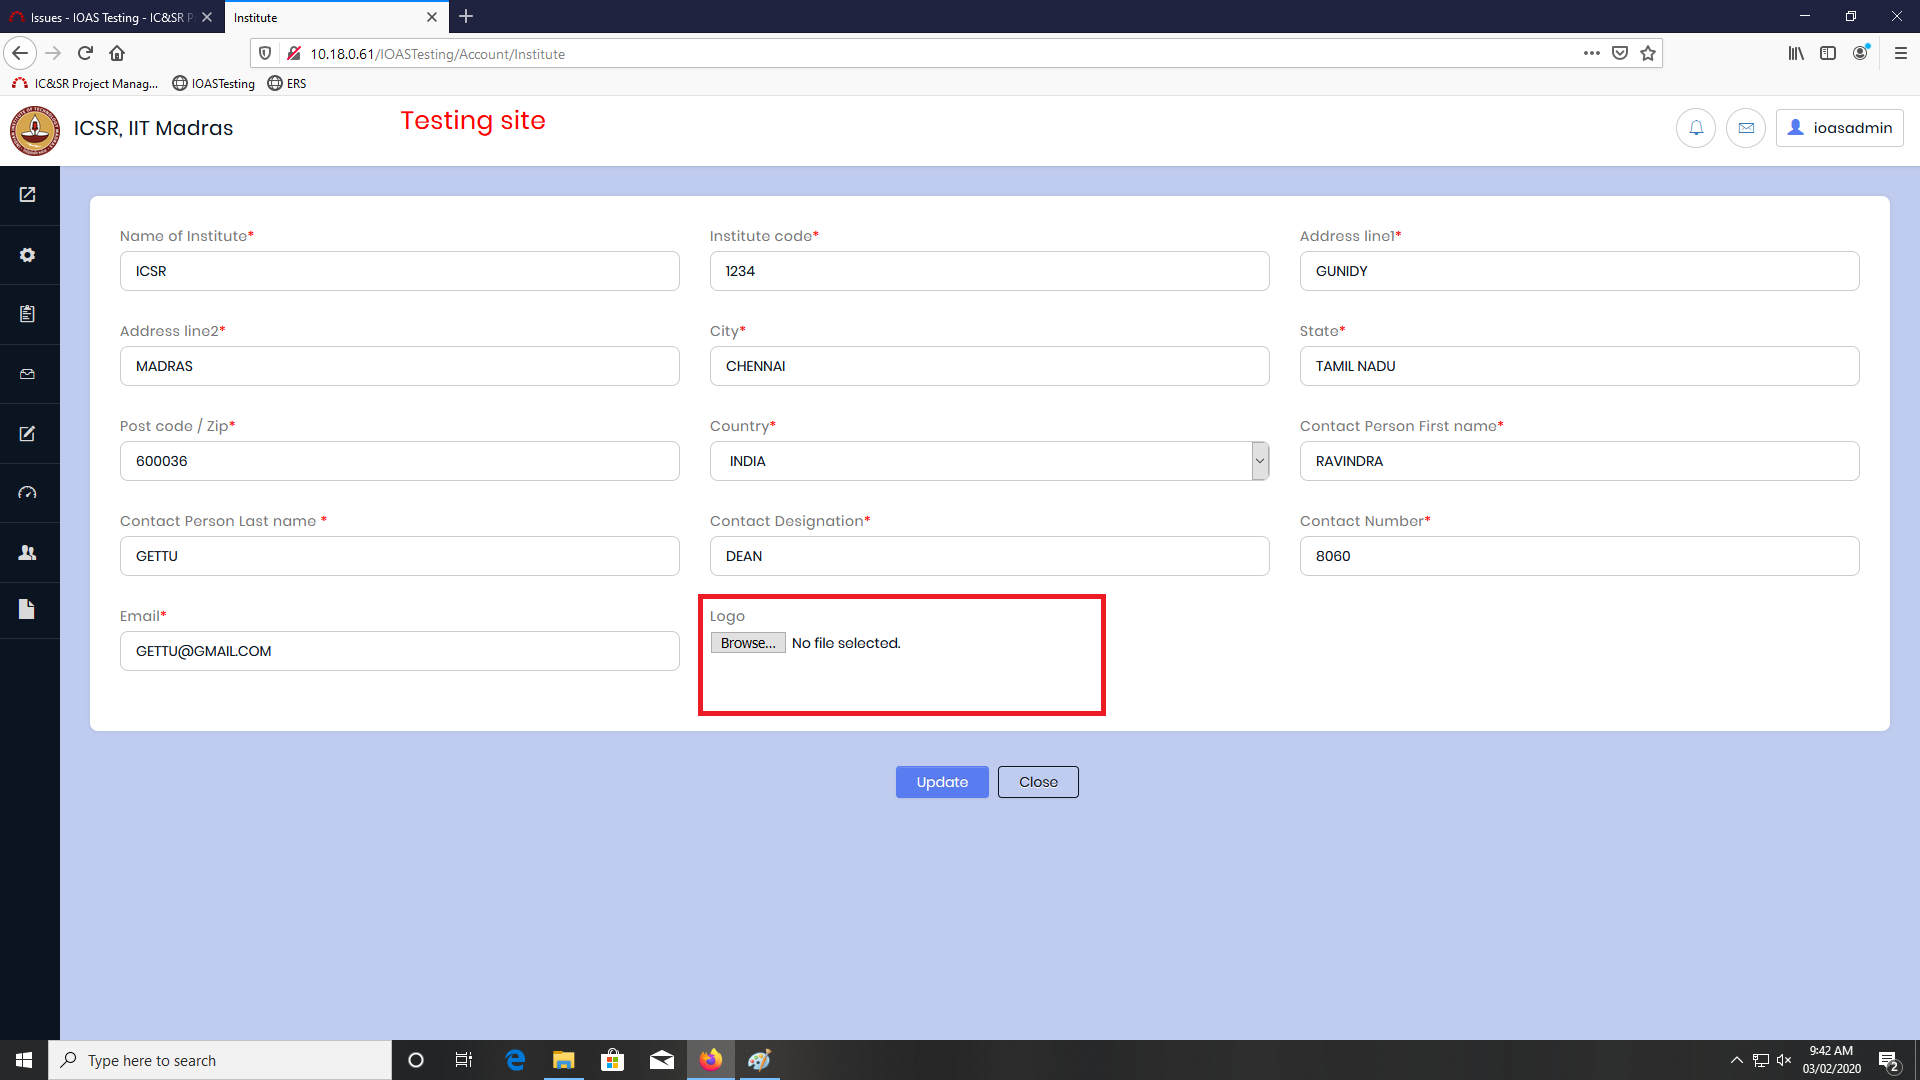 Issues - IOAS Testing - IC&SR P
Institute
10.18.0.61/IOASTesting/Account/Institute
IC&SR Project Manag...
IOASTesting
ERS
ICSR, IIT Madras
Testing site
ioasadmin
Name of Institute*
Institute code*
Address line1*
ICSR
1234
GUNIDY
Address line2*
City*
State*
MADRAS
CHENNAI
TAMIL NADU
Post code / Zip*
Country*
Contact Person First name*
600036
INDIA
RAVINDRA
Contact Person Last name *
Contact Designation*
Contact Number*
GETTU
DEAN
8060
Email*
Logo
GETTU@GMAIL.COM
Browse...
No file selected.
Update
Close
Type here to search
9:42 AM
03/02/2020
2